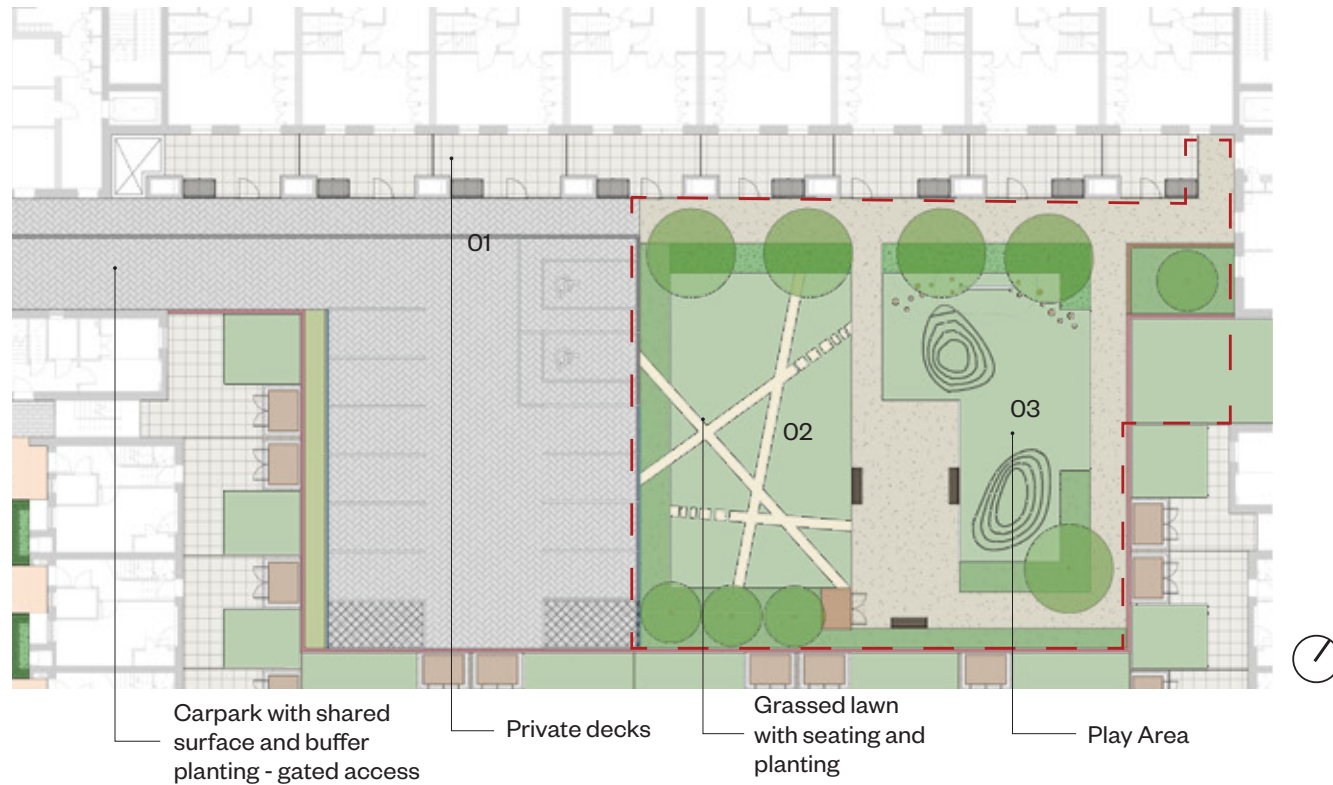 01
02
03
Carpark with shared
surface and buffer
planting - gated access
Private decks
Grassed lawn
with seating and
planting
Play Area